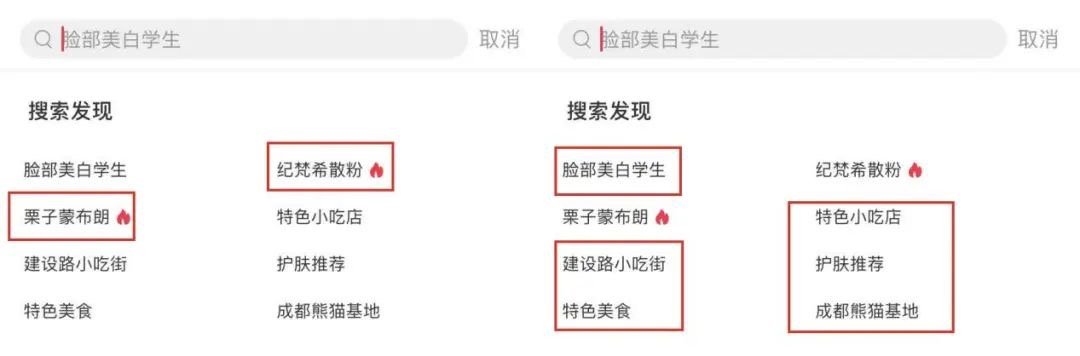 脸部美白学生 取消
搜索发现
脸部美白学生 纪梵希散粉
栗子蒙布朗 特色小吃店
建设路小吃街 护肤推荐
特色美食 成都熊猫基地
脸部美白学生 取消
搜索发现
脸部美白学生 纪梵希散粉
栗子蒙布朗 特色小吃店
建设路小吃街 护肤推荐
特色美食 成都熊猫基地